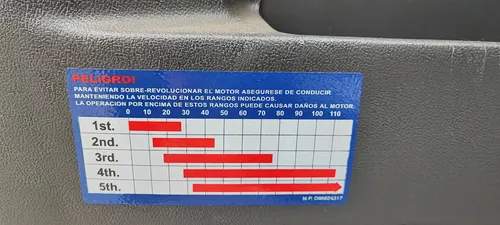 PELIGRO!
PARA EVITAR SOBRE-REVOLUCIONAR EL MOTOR ASEGURESE DE CONDUCIR
MANTENIENDO LA VELOCIDAD EN LOS RANGOS INDICADOS.
LA OPERACION POR ENCIMA DE ESTOS RANGOS PUEDE CAUSAR DAÑOS AL MOTOR.
0 10 20 30 40 50 60 70 80 90 100 110
1st.
2nd.
3rd.
4th.
5th.